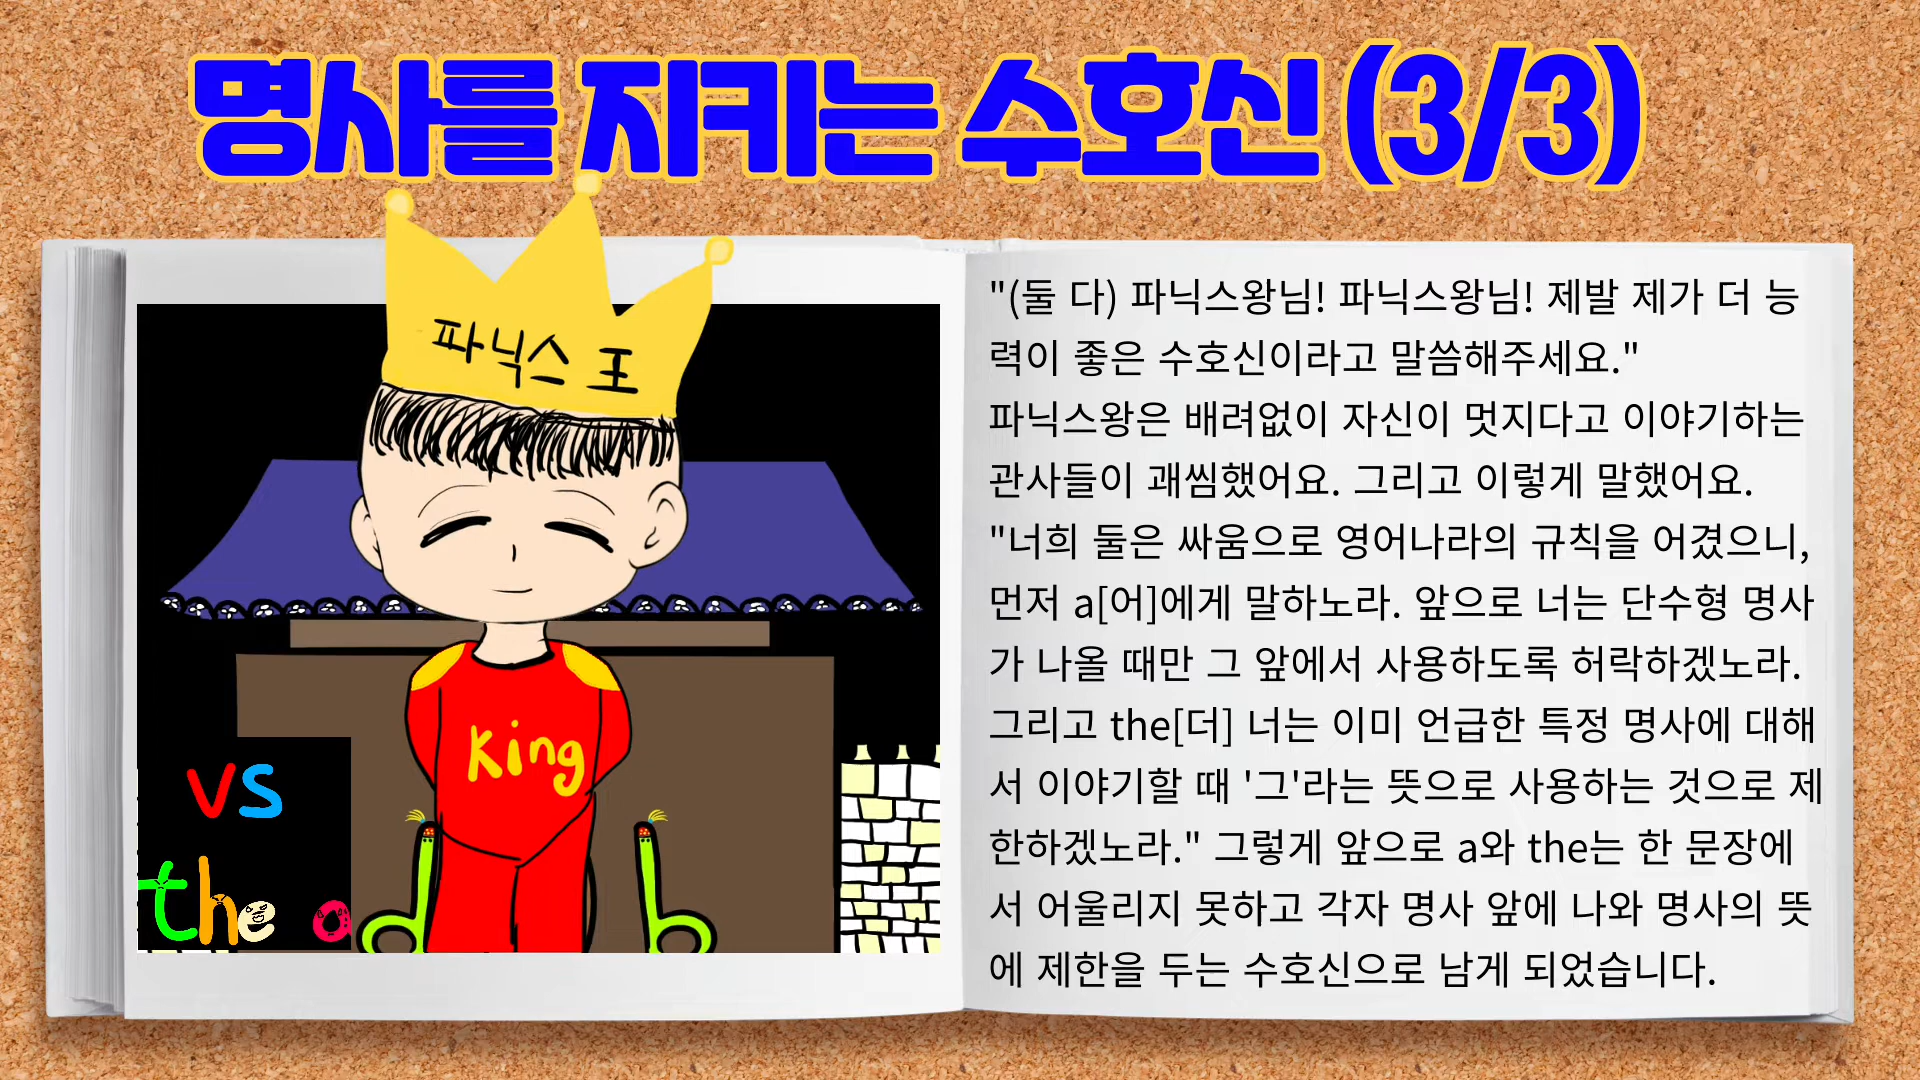 명사를 지키는 수호신 (3/3)
파닉스 王
King
vs
the a
"(둘 다) 파닉스왕님! 파닉스왕님! 제발 제가 더 능
력이 좋은 수호신이라고 말씀해주세요."
파닉스왕은 배려없이 자신이 멋지다고 이야기하는
관사들이 괘씸했어요. 그리고 이렇게 말했어요.
"너희 둘은 싸움으로 영어나라의 규칙을 어겼으니,
먼저 a[어]에게 말하노라. 앞으로 너는 단수형 명사
가 나올 때만 그 앞에서 사용하도록 허락하겠노라.
그리고 the[더] 너는 이미 언급한 특정 명사에 대해
서 이야기할 때 '그'라는 뜻으로 사용하는 것으로 제
한하겠노라." 그렇게 앞으로 a와 the는 한 문장에
서 어울리지 못하고 각자 명사 앞에 나와 명사의 뜻
에 제한을 두는 수호신으로 남게 되었습니다.